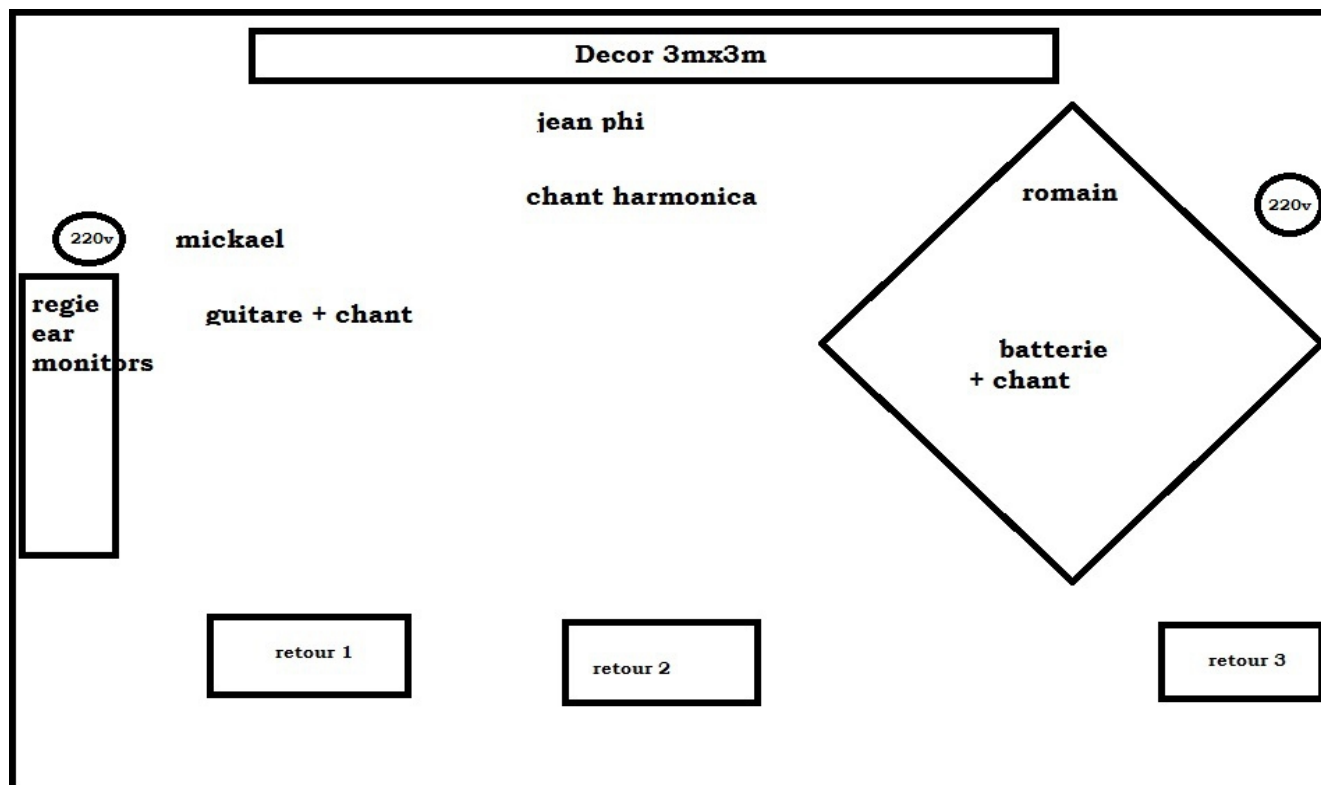 Decor 3mx3m
jean phi
chant harmonica
romain
220v
220v
mickael
guitare + chant
regie
ear
monitors
batterie
+ chant
retour 1
retour 2
retour 3